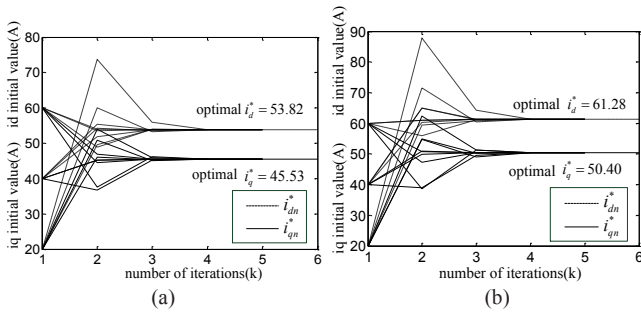 80
70
60
50
40
30
20
id initial value(A)
iq initial value(A)
optimal i*d = 53.82
optimal i*q = 45.53
i*dn
i*qn
1 2 3 4 5 6
number of iterations(k)
(a)
90
80
70
60
50
40
30
20
id initial value(A)
iq initial value(A)
optimal i*d = 61.28
optimal i*q = 50.40
i*dn
i*qn
1 2 3 4 5 6
number of iterations(k)
(b)